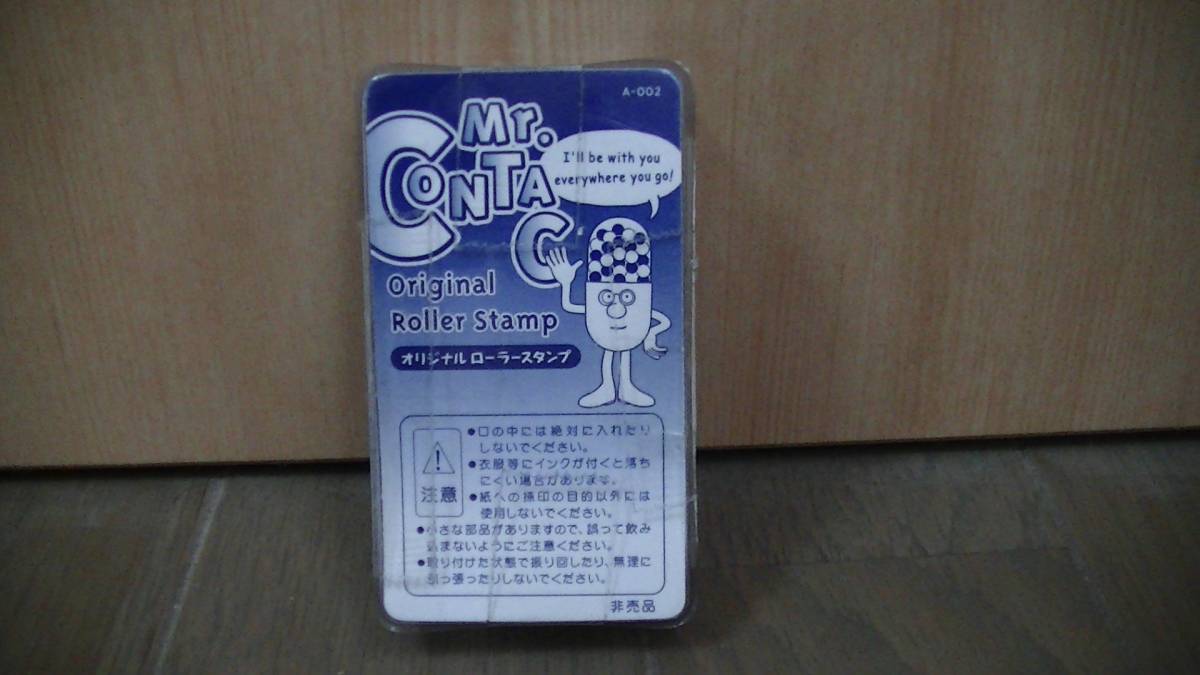 A-002
Mr.
CONTAC
I'll be with you
everywhere you go!
Original
Roller Stamp
オリジナル ローラースタンプ
●口の中には絶対に入れたり
しないでください。
●衣服等にインクが付くと落ち
にくい場合があります。
注意
●紙への捺印の目的以外には
使用しないでください。
●小さな部品がありますので、誤って飲み
込まないようにご注意ください。
●取り付けた状態で振り回したり、無理に
引っ張ったりしないでください。
非売品